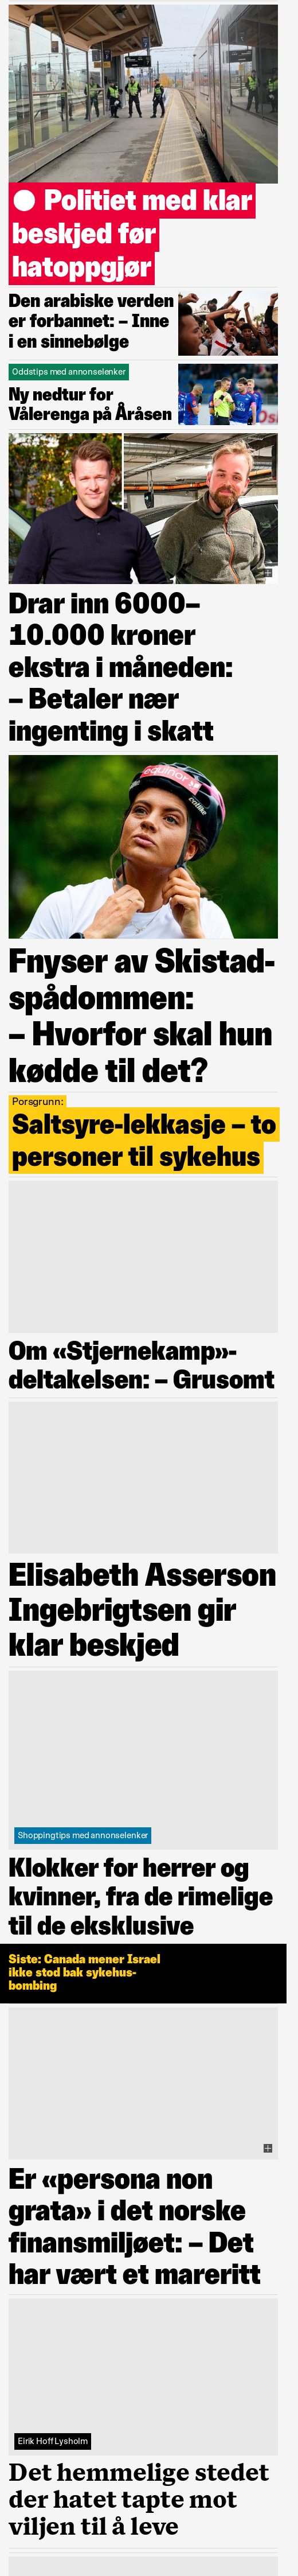 Politiet med klar
beskjed før
hatoppgjør
Den arabiske verden
er forbannet: – Inne
i en sinnebølge
Oddstips med annonselenker
Ny nedtur for
Vålerenga på Åråsen
Drar inn 6000–
10.000 kroner
ekstra i måneden:
– Betaler nær
ingenting i skatt
equinor
Fnyser av Skistad-
spådommen:
– Hvorfor skal hun
kødde til det?
Porsgrunn:
Saltsyre-lekkasje – to
personer til sykehus
Om «Stjernekamp»-
deltakelsen: – Grusomt
Elisabeth Asserson
Ingebrigtsen gir
klar beskjed
Shoppingtips med annonselenker
Klokker for herrer og
kvinner, fra de rimelige
til de eksklusive
Siste: Canada mener Israel
ikke stod bak sykehus-
bombing
Er «persona non
grata» i det norske
finansmiljøet: – Det
har vært et mareritt
Eirik Hoff Lysholm
Det hemmelige stedet
der hatet tapte mot
viljen til å leve